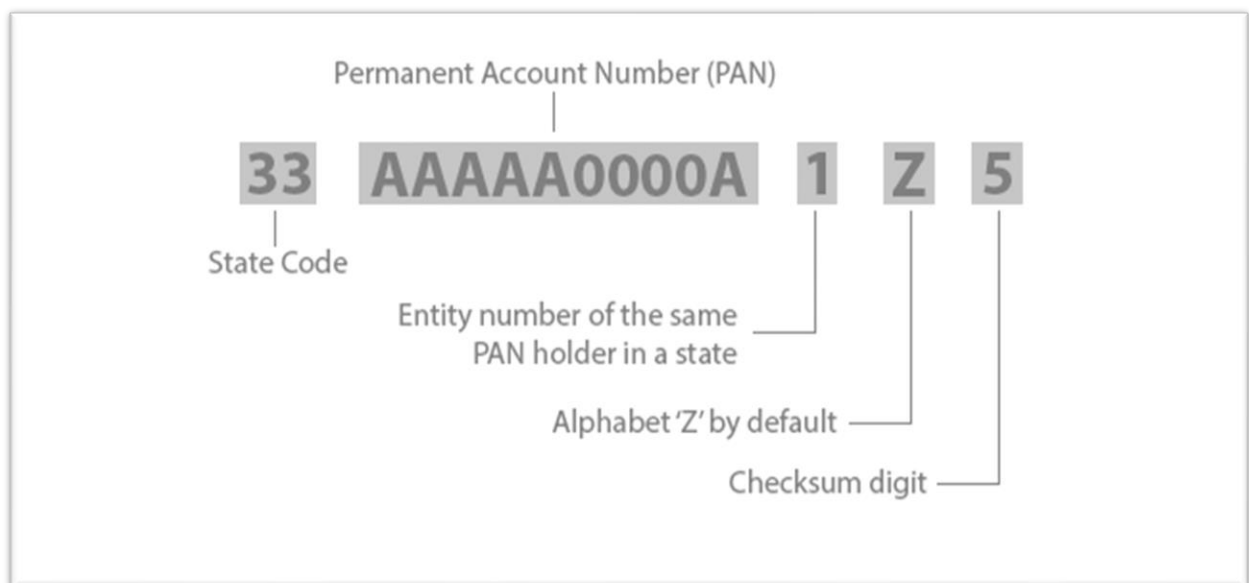 Permanent Account Number (PAN)
33 AAAAA0000A 1 Z 5
State Code
Entity number of the same
PAN holder in a state
Alphabet ‘Z’ by default
Checksum digit